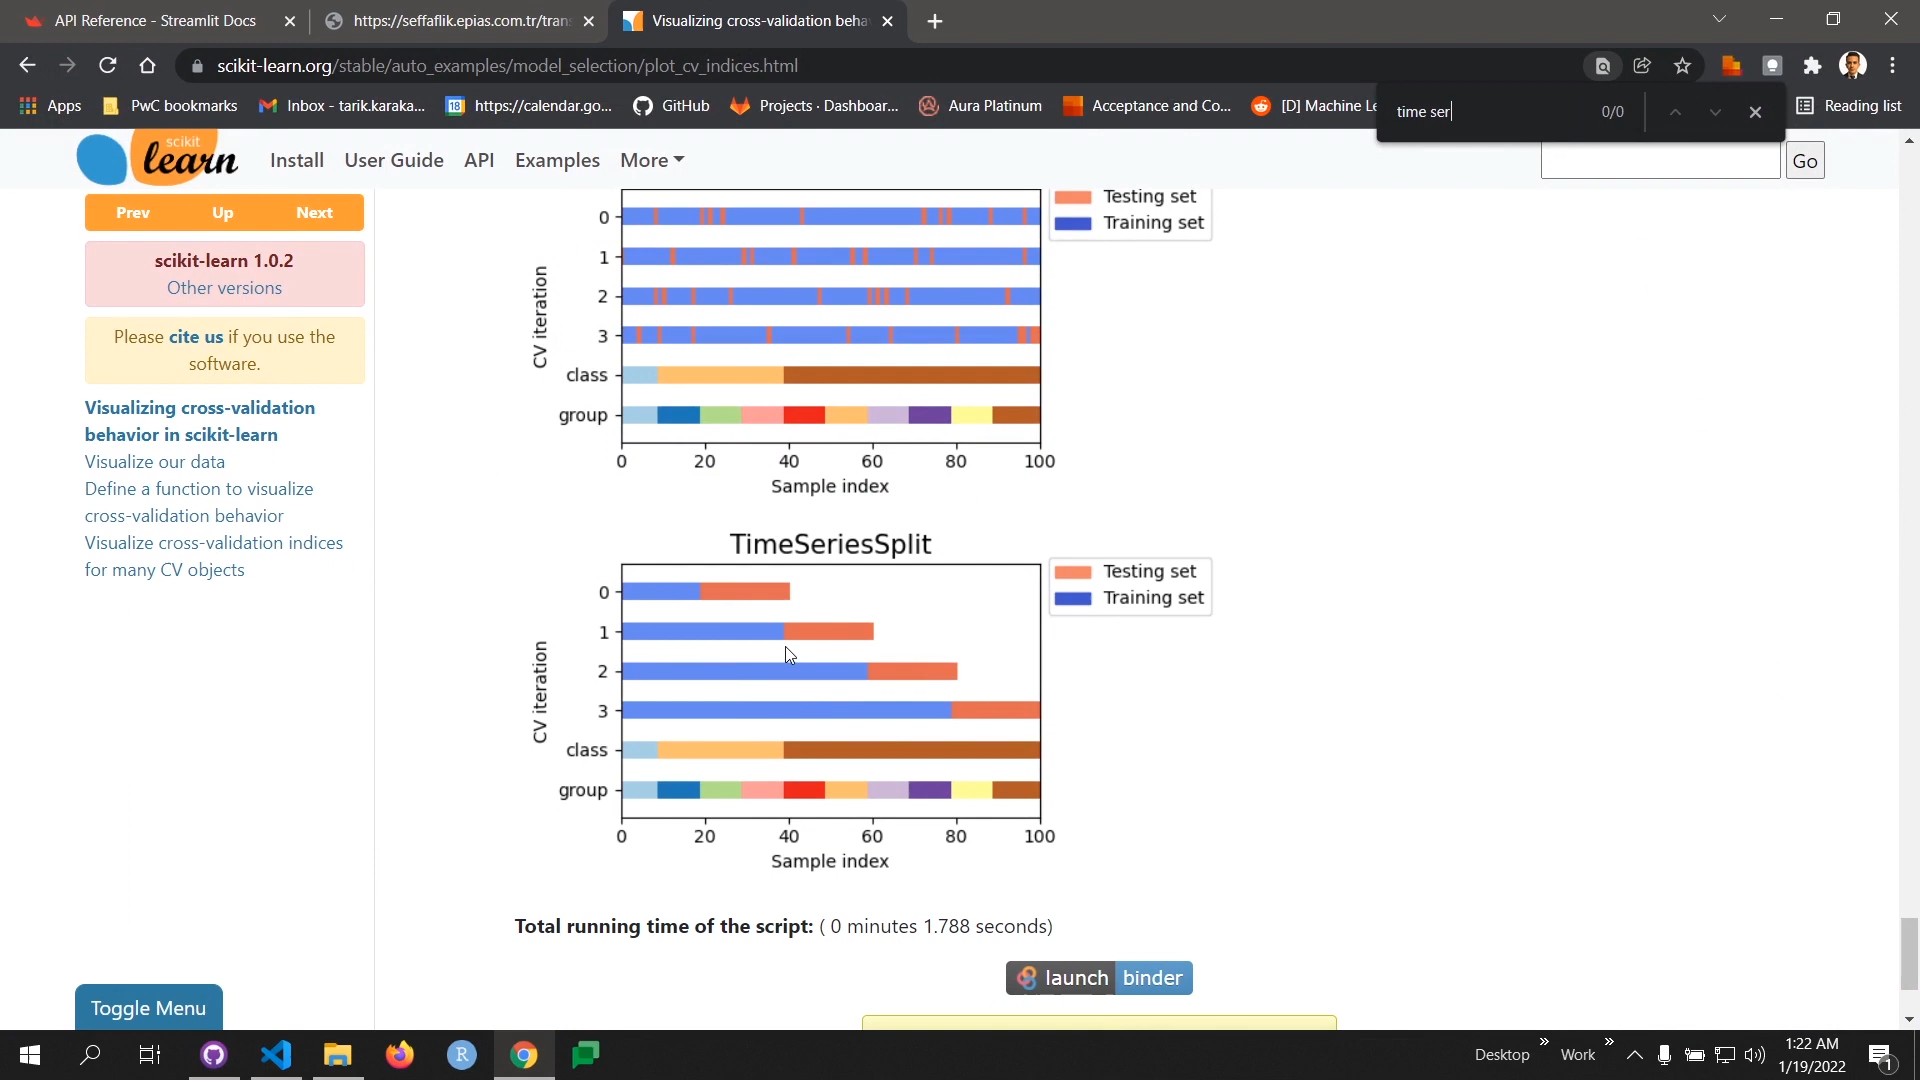 API Reference - Streamlit Docs
https://seffaflik.epias.com.tr/tran
Visualizing cross-validation beha
scikit-learn.org/stable/auto_examples/model_selection/plot_cv_indices.html
Apps
PwC bookmarks
Inbox - tarik.karaka...
18
https://calendar.go...
GitHub
Projects · Dashboar...
Aura Platinum
Acceptance and Co...
[D] Machine Le
Reading list
time ser
0/0
scikit
learn
Install
User Guide
API
Examples
More
Go
Prev
Up
Next
scikit-learn 1.0.2
Other versions
Please cite us if you use the
software.
Visualizing cross-validation
behavior in scikit-learn
Visualize our data
Define a function to visualize
cross-validation behavior
Visualize cross-validation indices
for many CV objects
Toggle Menu
Testing set
Training set
CV iteration
0
1
2
3
class
group
0 20 40 60 80 100
Sample index
TimeSeriesSplit
Testing set
Training set
CV iteration
0
1
2
3
class
group
0 20 40 60 80 100
Sample index
Total running time of the script: ( 0 minutes 1.788 seconds)
launch binder
R
Desktop
Work
1:22 AM
1/19/2022
1